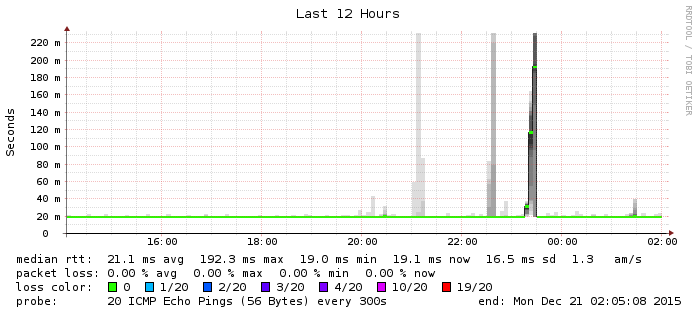 Last 12 Hours
RRDTOOL / TOBI OETIKER
Seconds
220 m
200 m
180 m
160 m
140 m
120 m
100 m
80 m
60 m
40 m
20 m
0
16:00 18:00 20:00 22:00 00:00 02:00
median rtt: 21.1 ms avg 192.3 ms max 19.0 ms min 19.1 ms now 16.5 ms sd 1.3 am/s
packet loss: 0.00 % avg 0.00 % max 0.00 % min 0.00 % now
loss color: 0 1/20 2/20 3/20 4/20 10/20 19/20
probe: 20 ICMP Echo Pings (56 Bytes) every 300s end: Mon Dec 21 02:05:08 2015